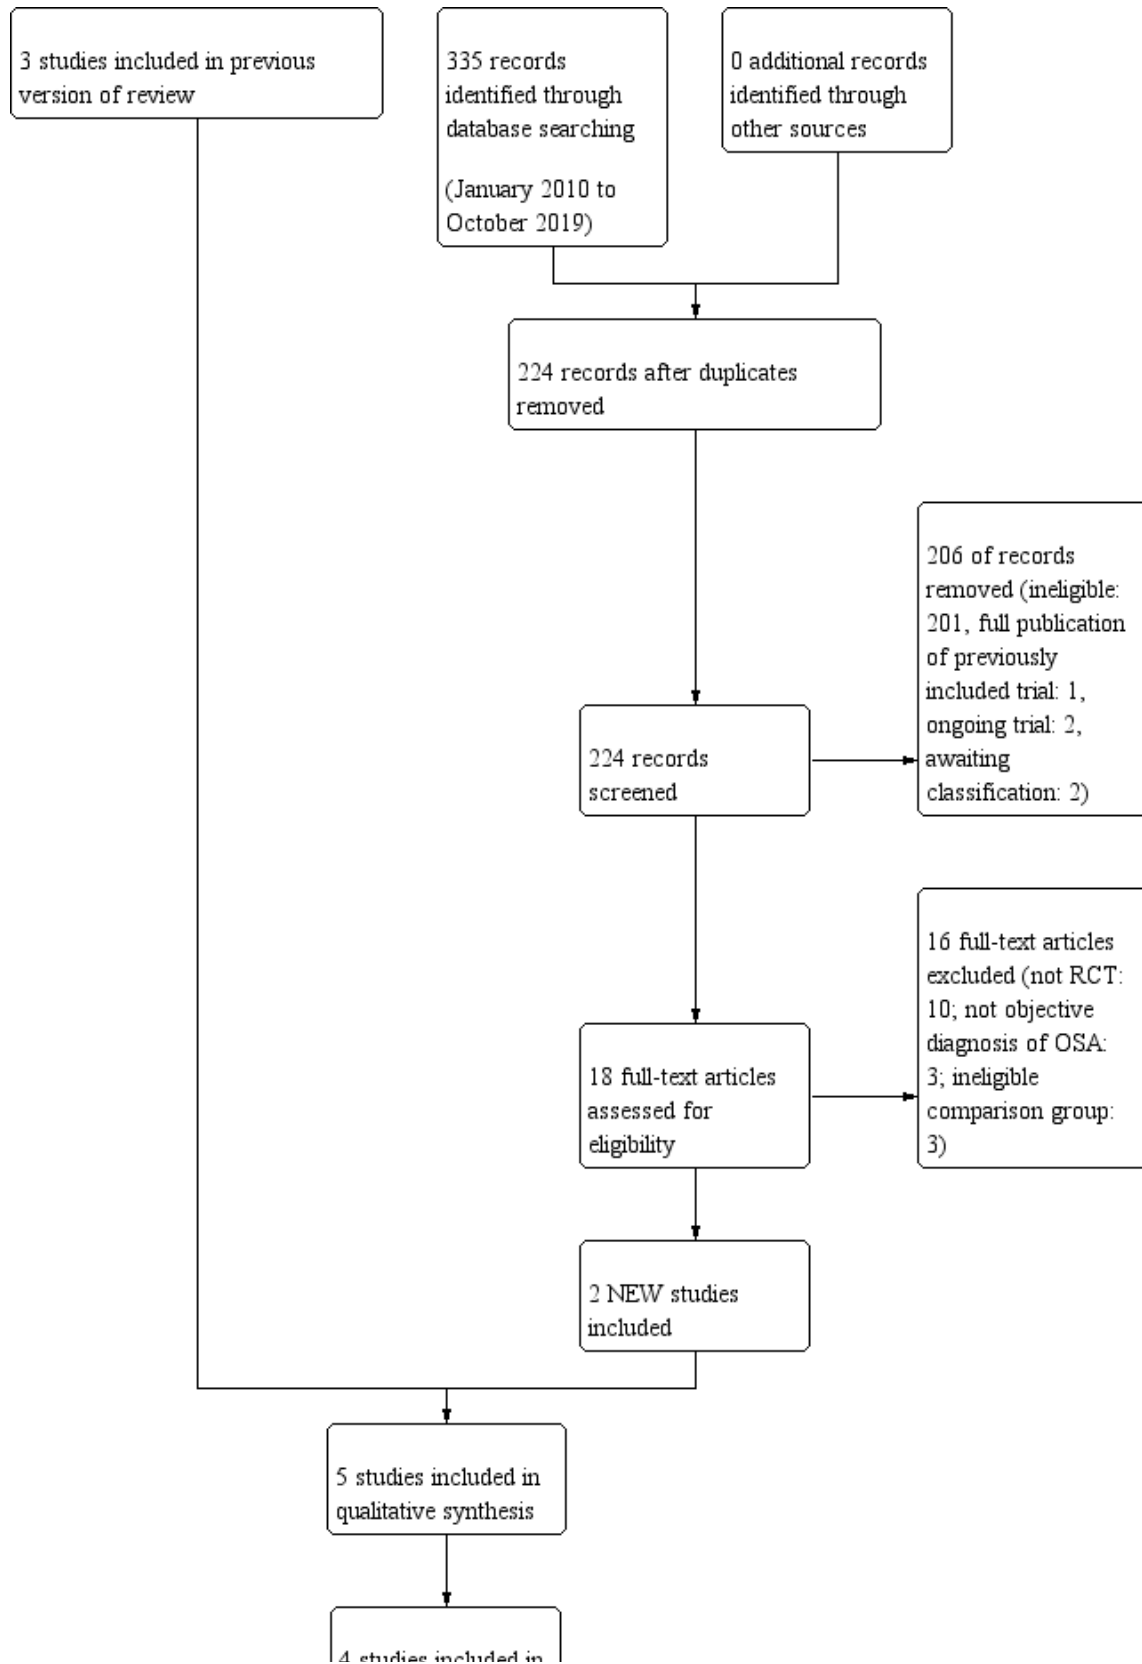 3 studies included in previous
version of review
335 records
identified through
database searching
(January 2010 to
October 2019)
0 additional records
identified through
other sources
224 records after duplicates
removed
224 records
screened
206 of records
removed (ineligible:
201, full publication
of previously
included trial: 1,
ongoing trial: 2,
awaiting
classification: 2)
18 full-text articles
assessed for
eligibility
16 full-text articles
excluded (not RCT:
10; not objective
diagnosis of OSA:
3; ineligible
comparison group:
3)
2 NEW studies
included
5 studies included in
qualitative synthesis
4 studies included in